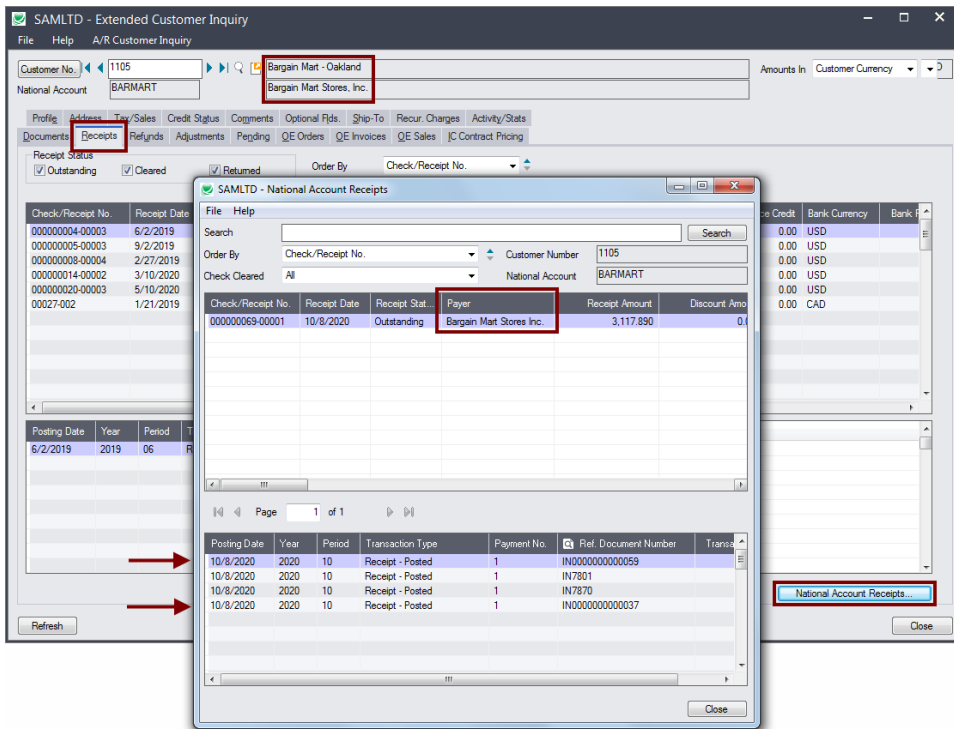 SAMLTD - Extended Customer Inquiry
File Help A/R Customer Inquiry
Customer No. 1105 Bargain Mart - Oakland Amounts In Customer Currency
National Account BARMART Bargain Mart Stores, Inc.
Profile Address Tax/Sales Credit Status Comments Optional Flds. Ship-To Recur. Charges Activity/Stats
Documents Receipts Refunds Adjustments Pending OE Orders OE Invoices OE Sales IC Contract Pricing
Receipt Status
Outstanding Cleared Returned Order By Check/Receipt No.
Check/Receipt No. Receipt Date Credit Bank Currency Bank
000000004-00003 6/2/2019 0.00 USD
000000005-00003 9/2/2019 0.00 USD
000000008-00004 2/27/2019 0.00 USD
000000014-00002 3/10/2020 0.00 USD
000000020-00003 5/10/2020 0.00 USD
00027-002 1/21/2019 0.00 CAD
Posting Date Year Period
6/2/2019 2019 06
National Account Receipts...
Refresh Close
SAMLTD - National Account Receipts
File Help
Search Search
Order By Check/Receipt No. Customer Number 1105
Check Cleared All National Account BARMART
Check/Receipt No. Receipt Date Receipt Stat... Payer Receipt Amount Discount Amo
000000069-00001 10/8/2020 Outstanding Bargain Mart Stores Inc. 3,117.890 0.0
Page 1 of 1
Posting Date Year Period Transaction Type Payment No. Ref. Document Number Transa
10/8/2020 2020 10 Receipt - Posted 1 IN0000000000059
10/8/2020 2020 10 Receipt - Posted 1 IN7801
10/8/2020 2020 10 Receipt - Posted 1 IN7870
10/8/2020 2020 10 Receipt - Posted 1 IN0000000000037
Close